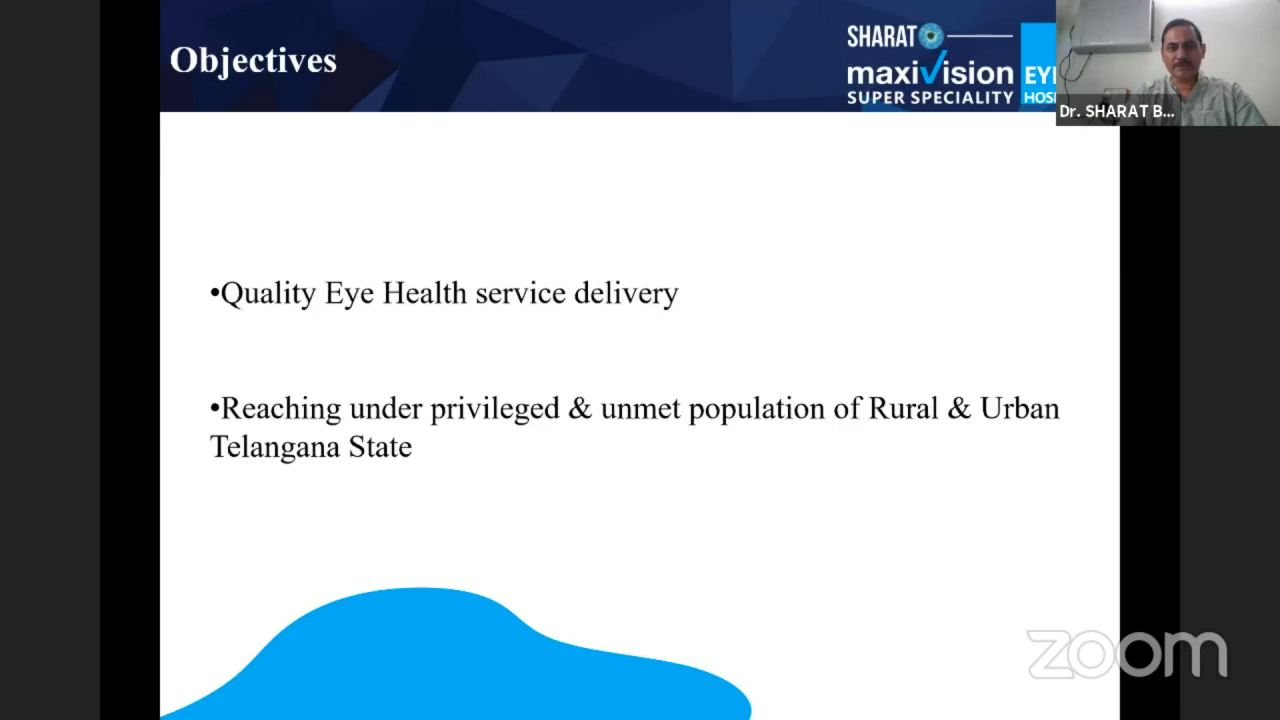 Objectives
SHARAT
maxivision
SUPER SPECIALITY
EYE
HOS
Dr. SHARAT B...
•Quality Eye Health service delivery
•Reaching under privileged & unmet population of Rural & Urban
Telangana State
zoom